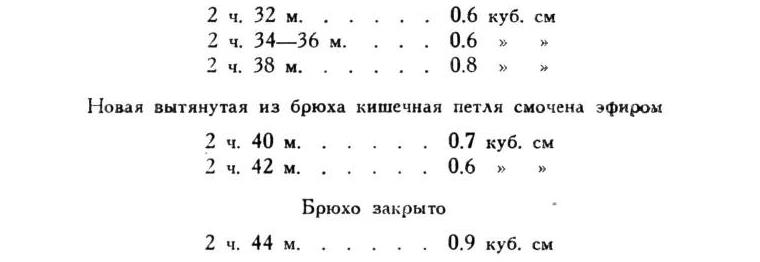 2 ч. 32 м. . . . . . 0.6 куб. см
2 ч. 34—36 м. . . . 0.6 » »
2 ч. 38 м. . . . . . 0.8 » »
Новая вытянутая из брюха кишечная петля смочена эфиром
2 ч. 40 м. . . . . . 0.7 куб. см
2 ч. 42 м. . . . . . 0.6 » »
Брюхо закрыто
2 ч. 44 м. . . . . . 0.9 куб. см